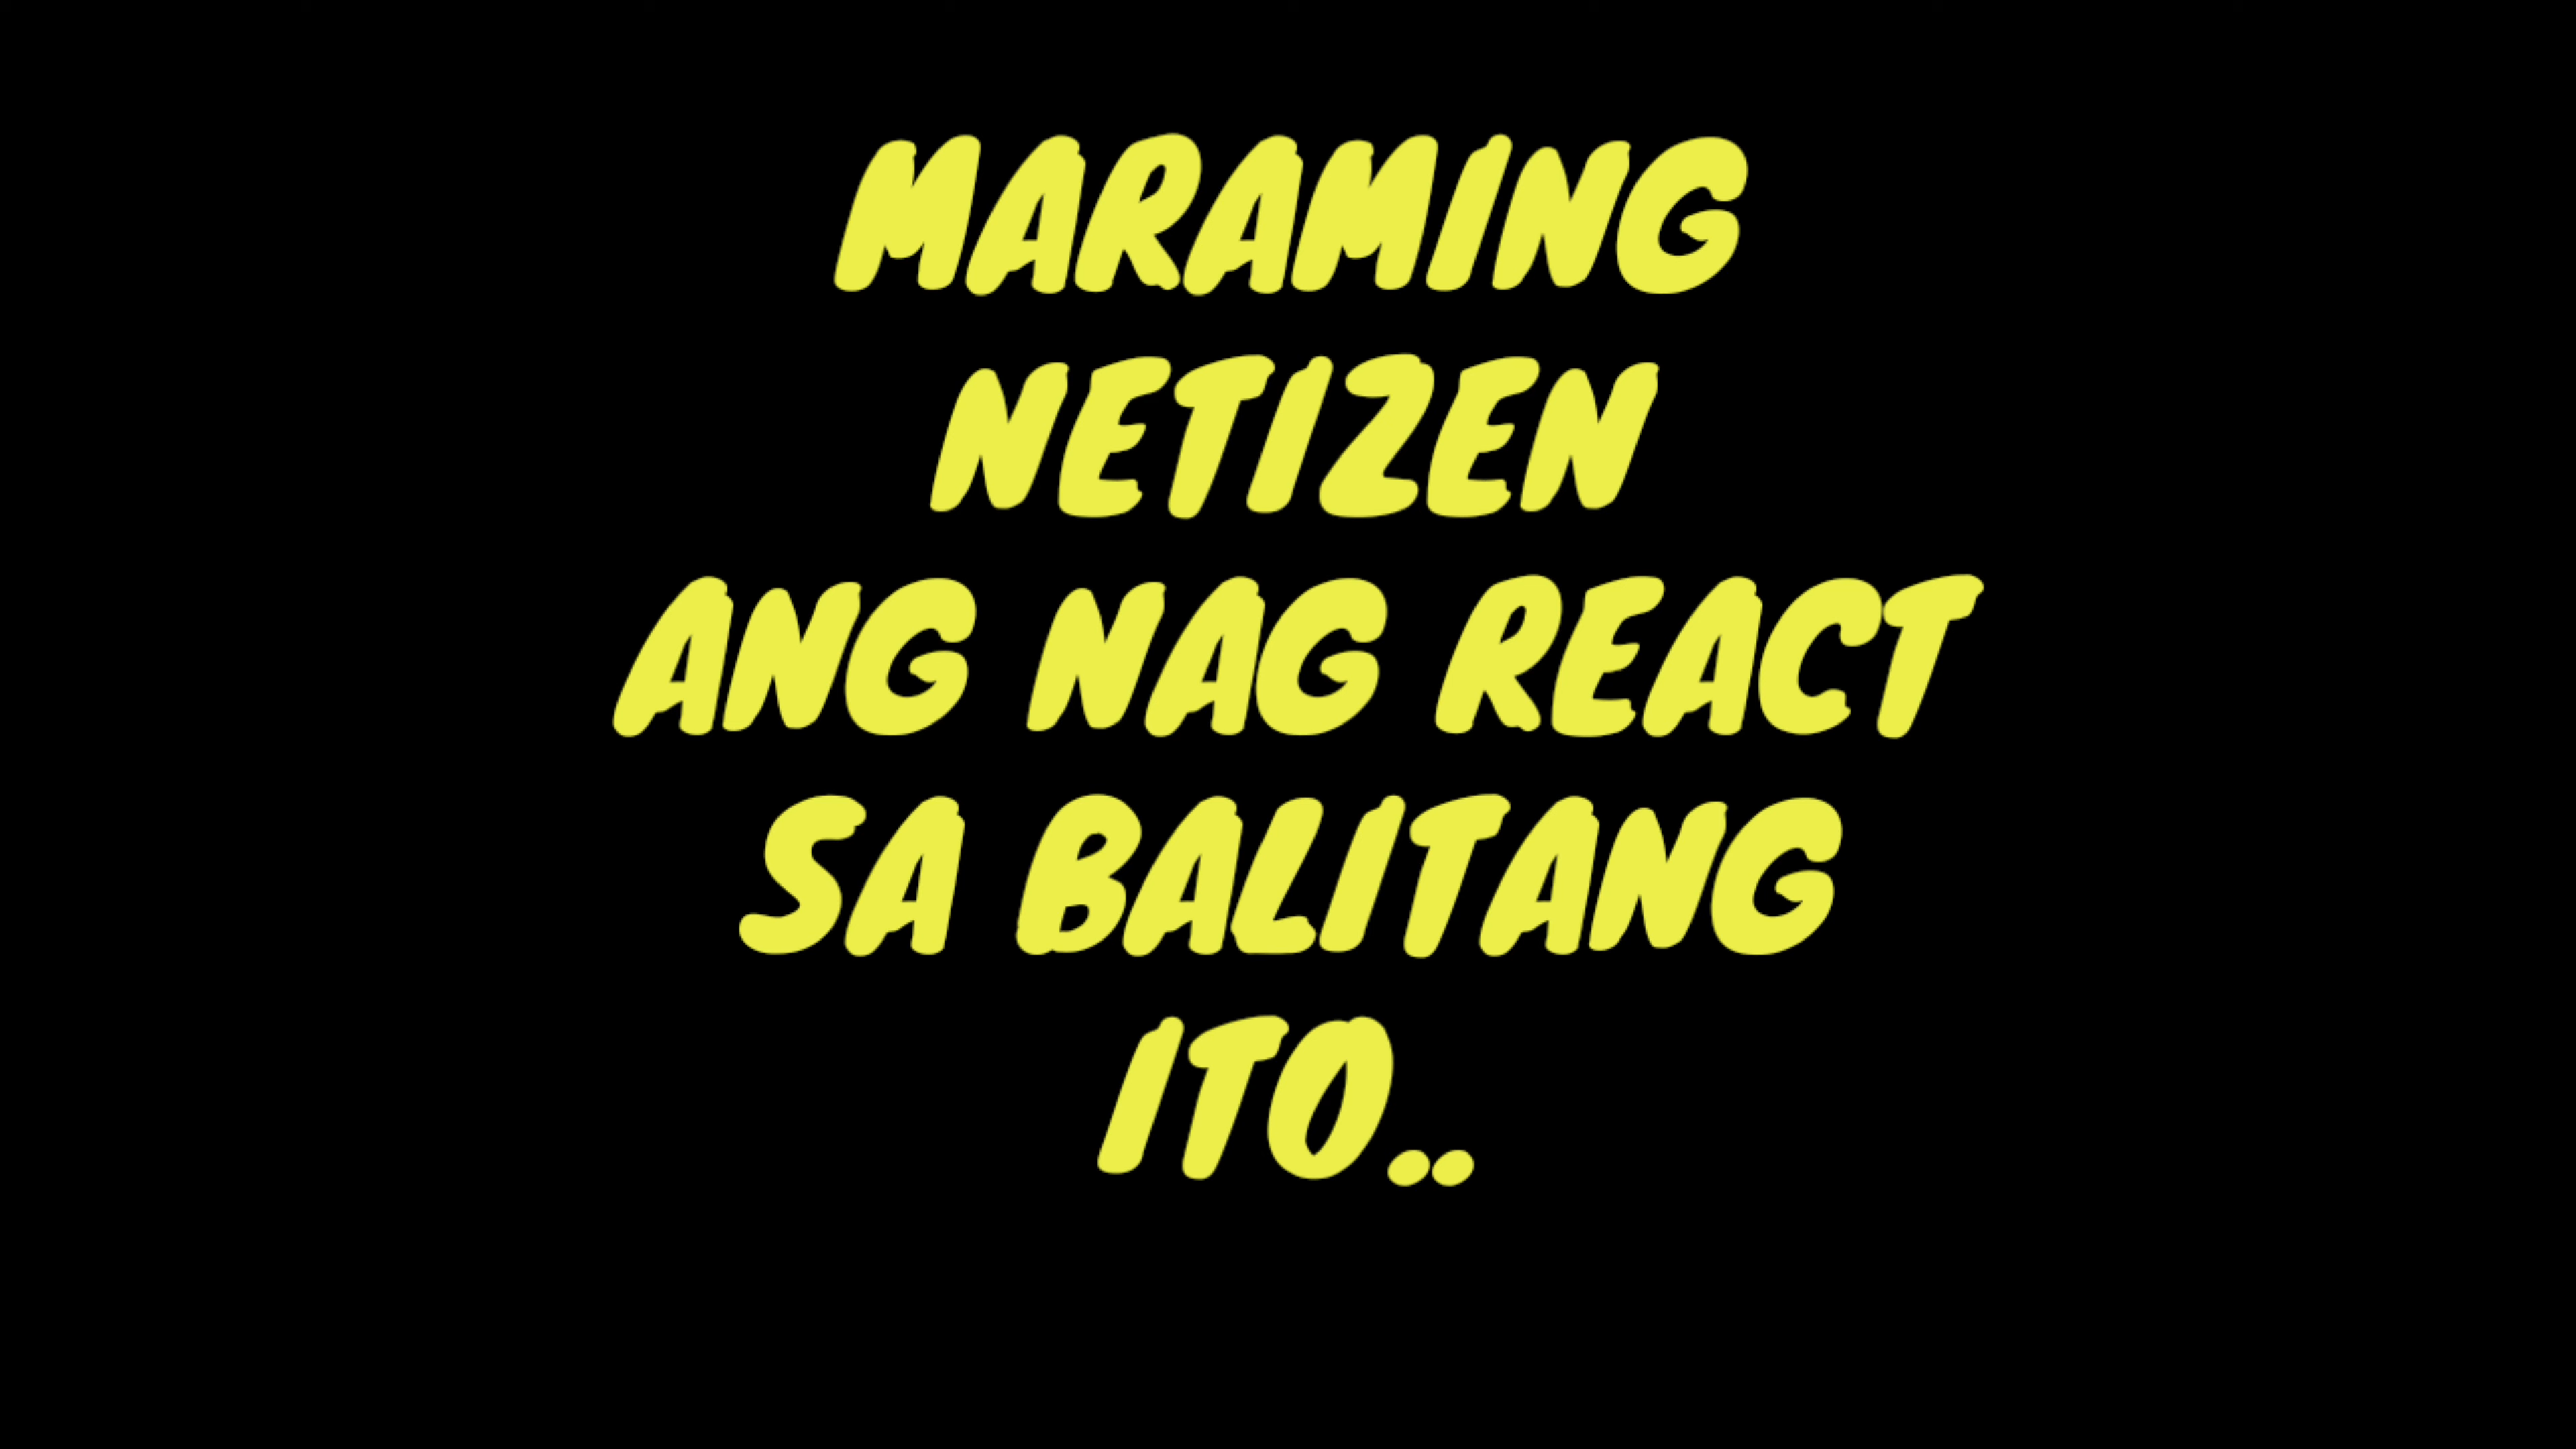 MARAMING
NETIZEN
ANG NAG REACT
SA BALITANG
ITO..